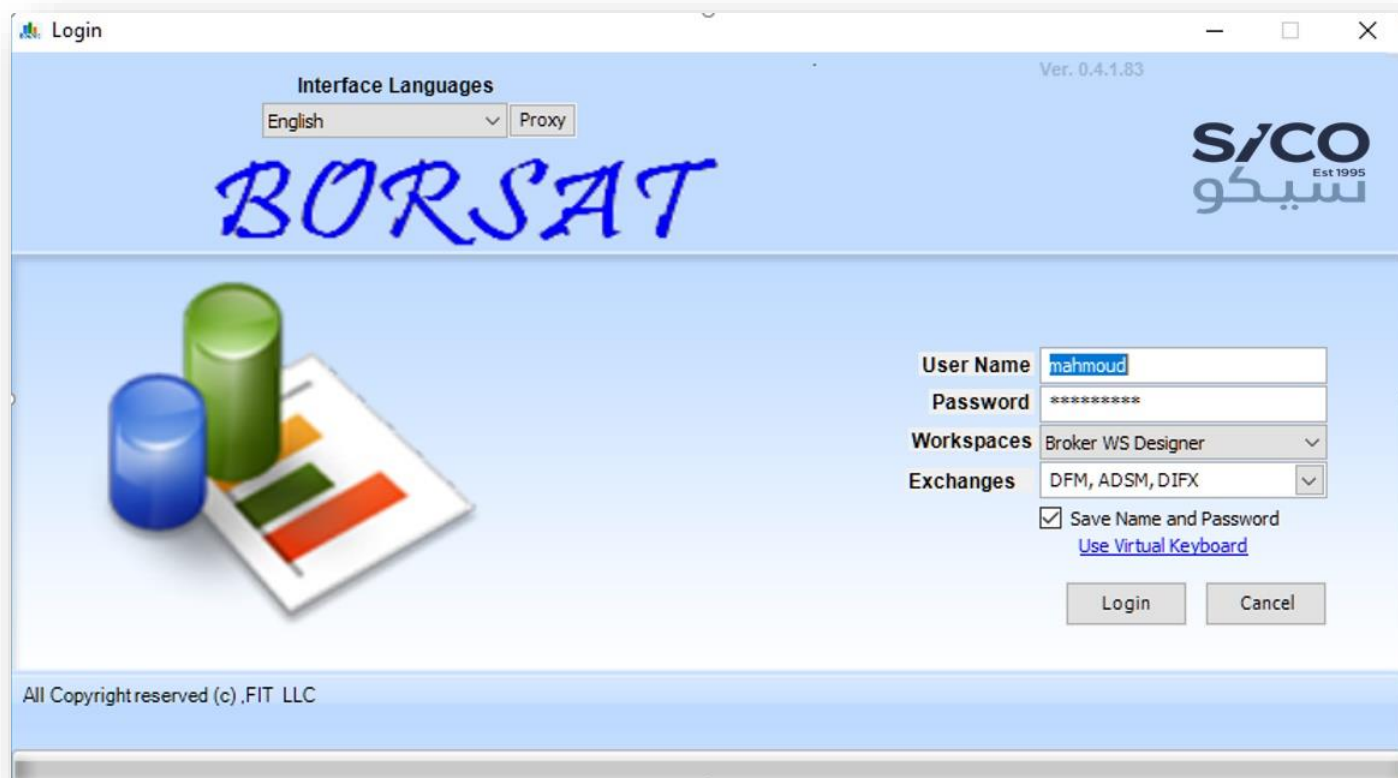 Login
Ver. 0.4.1.83
Interface Languages
English
Proxy
BORSAT
SICO
Est 1995
سيكو
User Name
mahmoud
Password
*********
Workspaces
Broker WS Designer
Exchanges
DFM, ADSM, DIFX
Save Name and Password
Use Virtual Keyboard
Login
Cancel
All Copyright reserved (c) ,FIT LLC